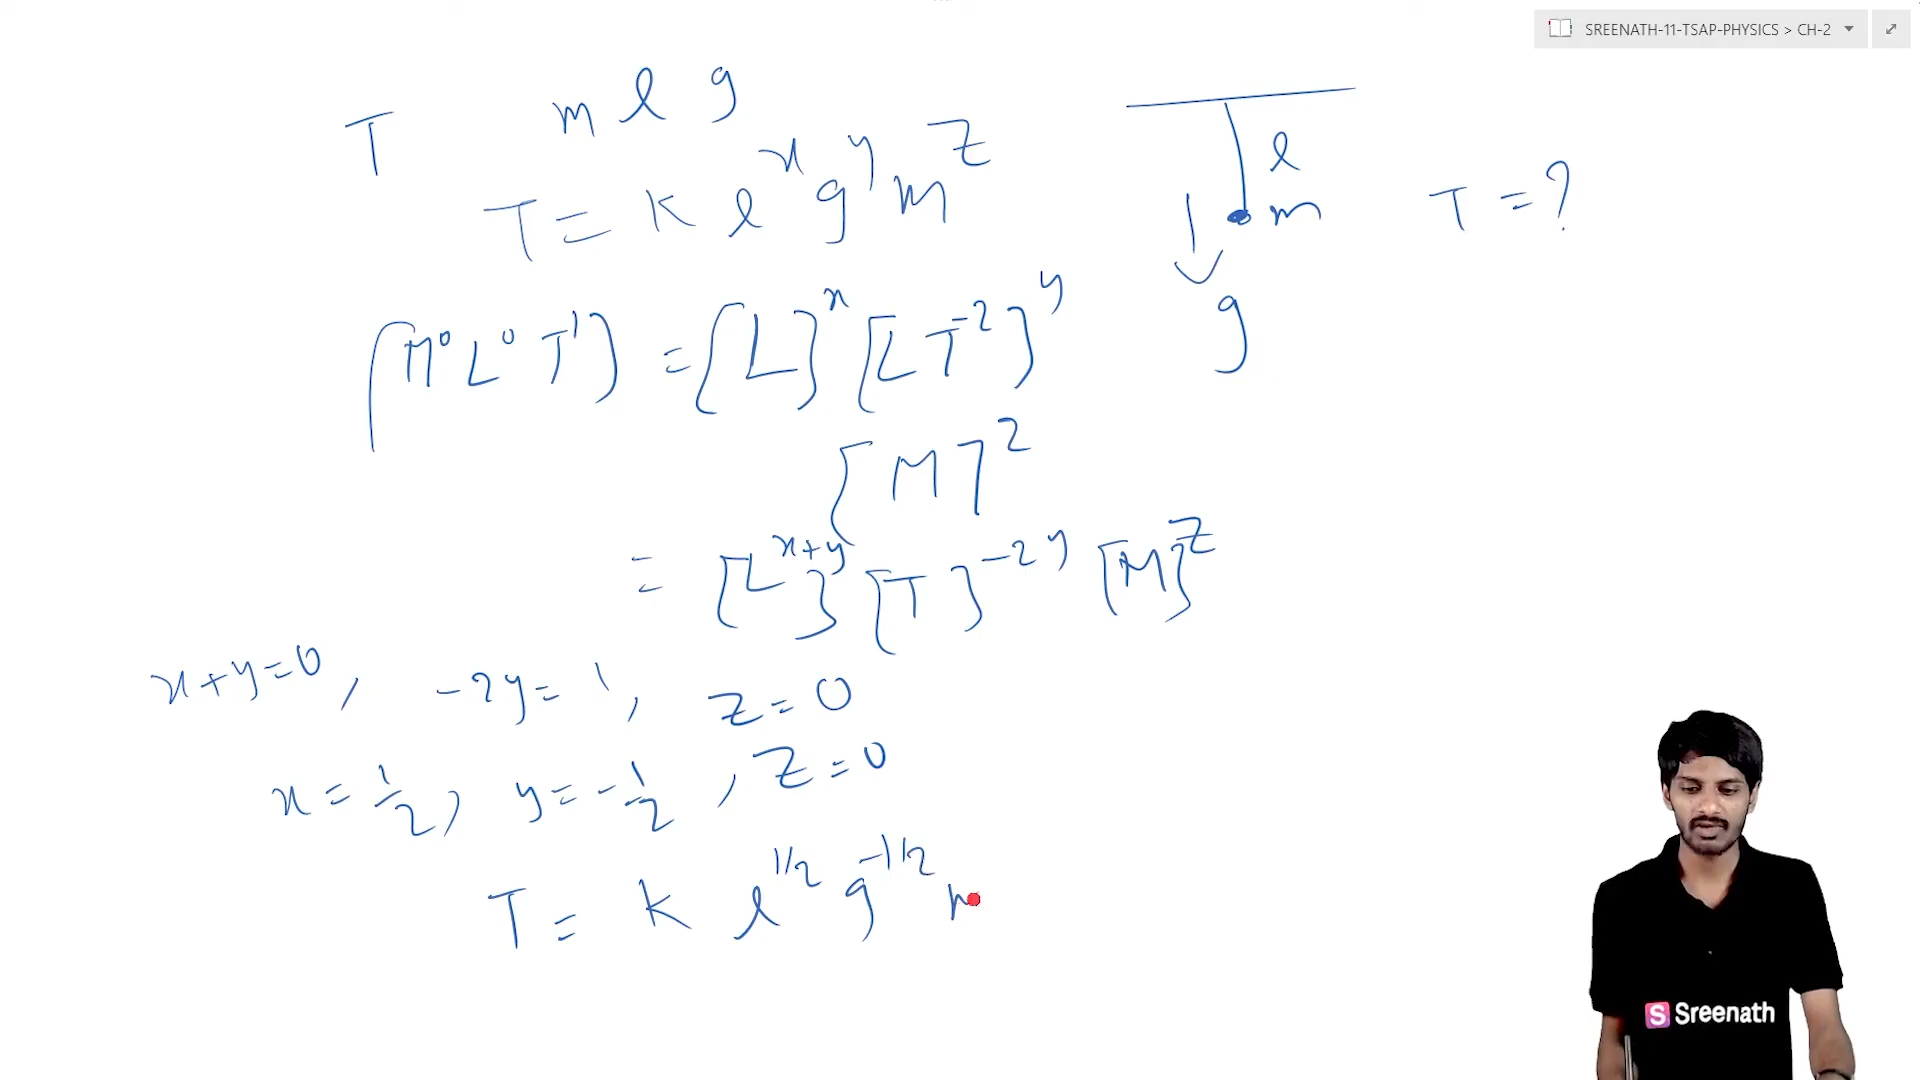 SREENATH-11-TSAP-PHYSICS > CH-2
T m l g
T = k l^x g^y m^z
l
m
g
T = ?
[M^0 L^0 T^1] = [L]^x [L T^-2]^y
[M]^z
= [L^x+y] [T]^-2y [M]^z
x+y=0, -2y=1, z=0
x = 1/2, y = -1/2, z=0
T = k l^1/2 g^-1/2
S Sreenath